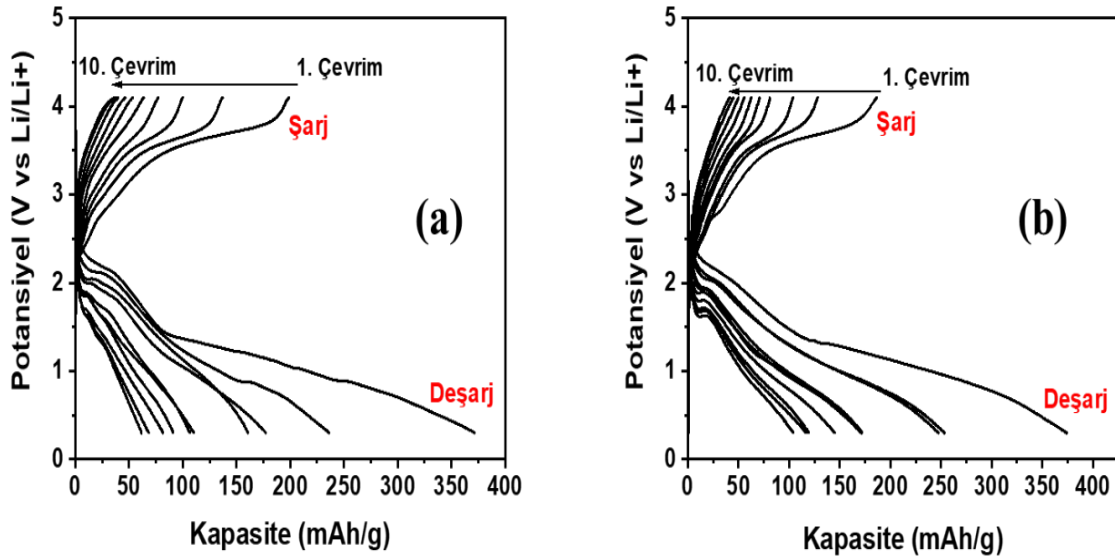 5
4
3
2
1
0
Potansiyel (V vs Li/Li+)
10. Çevrim
1. Çevrim
Şarj
(a)
Deşarj
0 50 100 150 200 250 300 350 400
Kapasite (mAh/g)
5
4
3
2
1
0
Potansiyel (V vs Li/Li+)
10. Çevrim
1. Çevrim
Şarj
(b)
Deşarj
0 50 100 150 200 250 300 350 400
Kapasite (mAh/g)